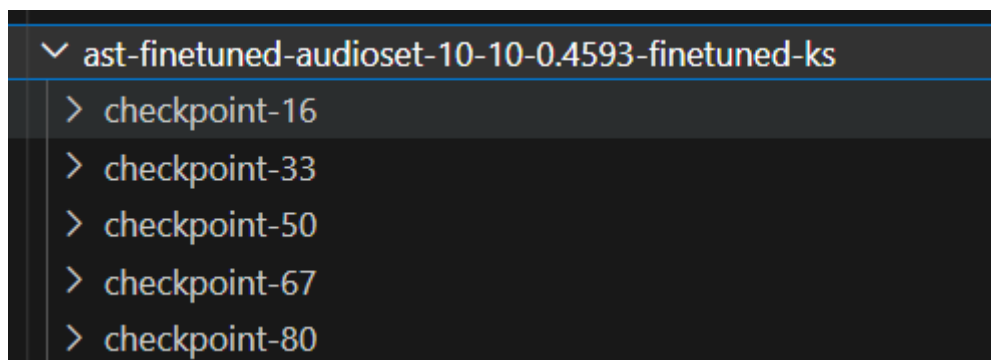 ast-finetuned-audioset-10-10-0.4593-finetuned-ks
checkpoint-16
checkpoint-33
checkpoint-50
checkpoint-67
checkpoint-80